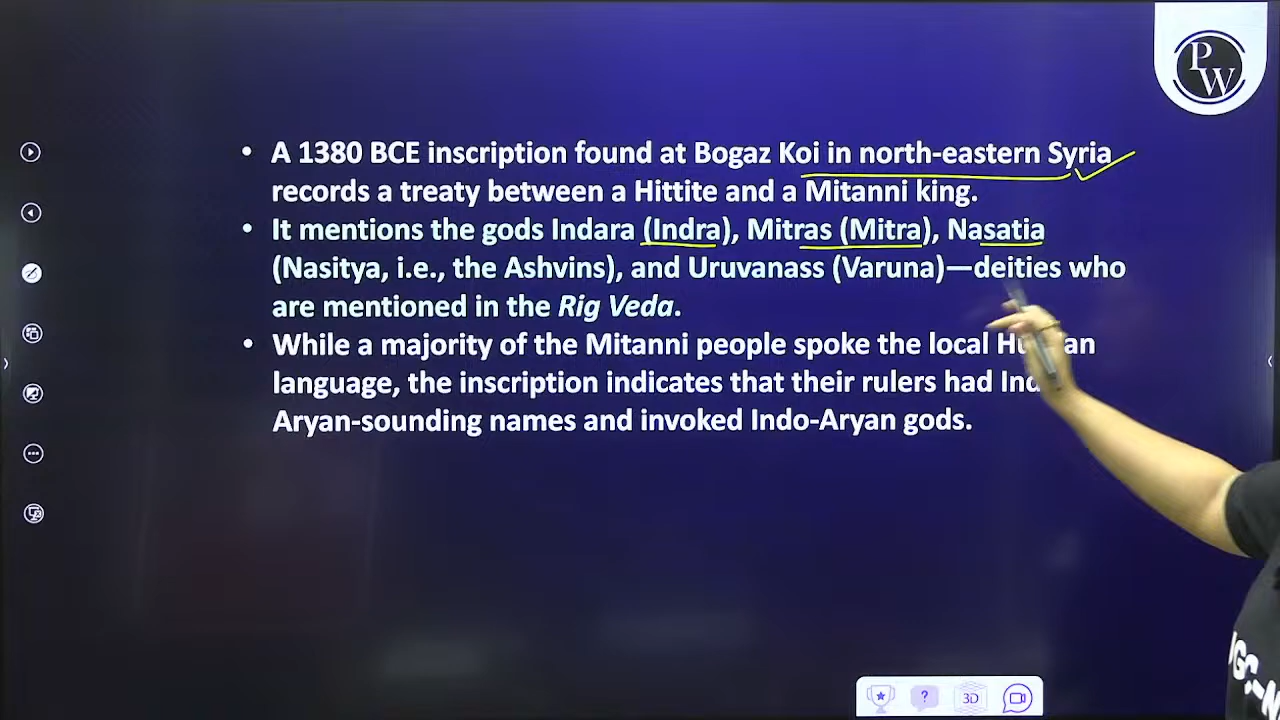 PW
• A 1380 BCE inscription found at Bogaz Koi in north-eastern Syria
records a treaty between a Hittite and a Mitanni king.
• It mentions the gods Indara (Indra), Mitras (Mitra), Nasatia
(Nasitya, i.e., the Ashvins), and Uruvanass (Varuna)—deities who
are mentioned in the Rig Veda.
• While a majority of the Mitanni people spoke the local
language, the inscription indicates that their rulers had
Aryan-sounding names and invoked Indo-Aryan gods.
? 3D